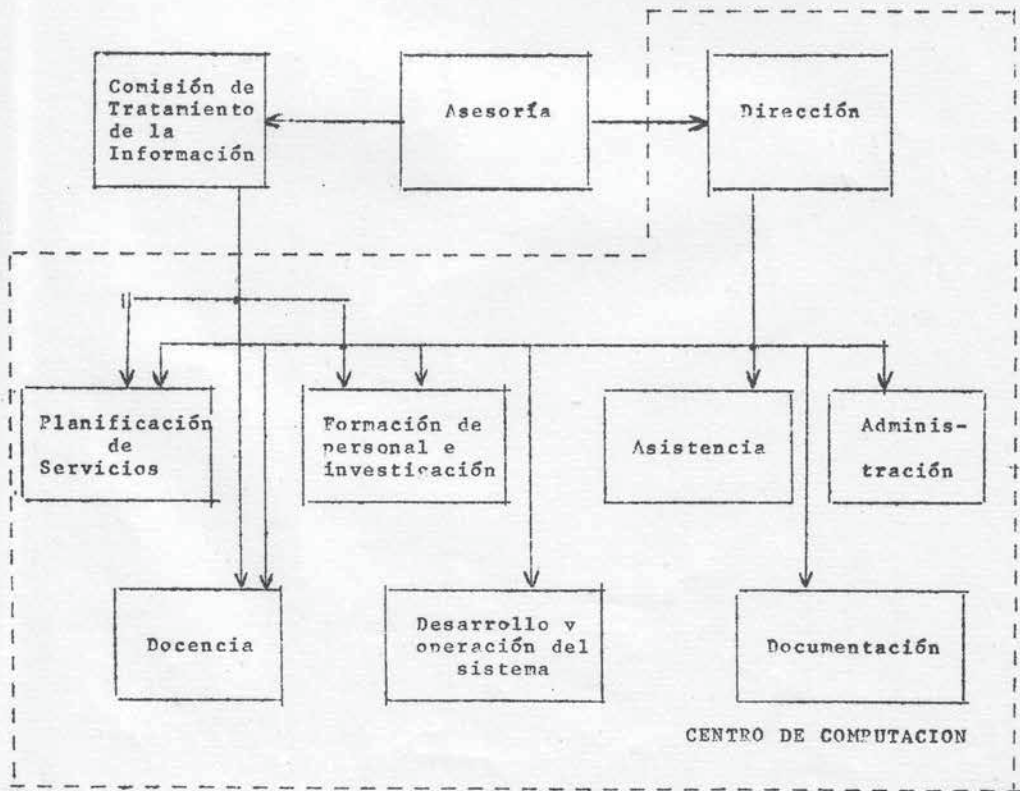 Comisión de
Tratamiento
de la
Información
Asesoría
Dirección
Planificación
de
Servicios
Formación de
personal e
investigación
Asistencia
Adminis-
tración
Docencia
Desarrollo y
operación del
sistema
Documentación
CENTRO DE COMPUTACION